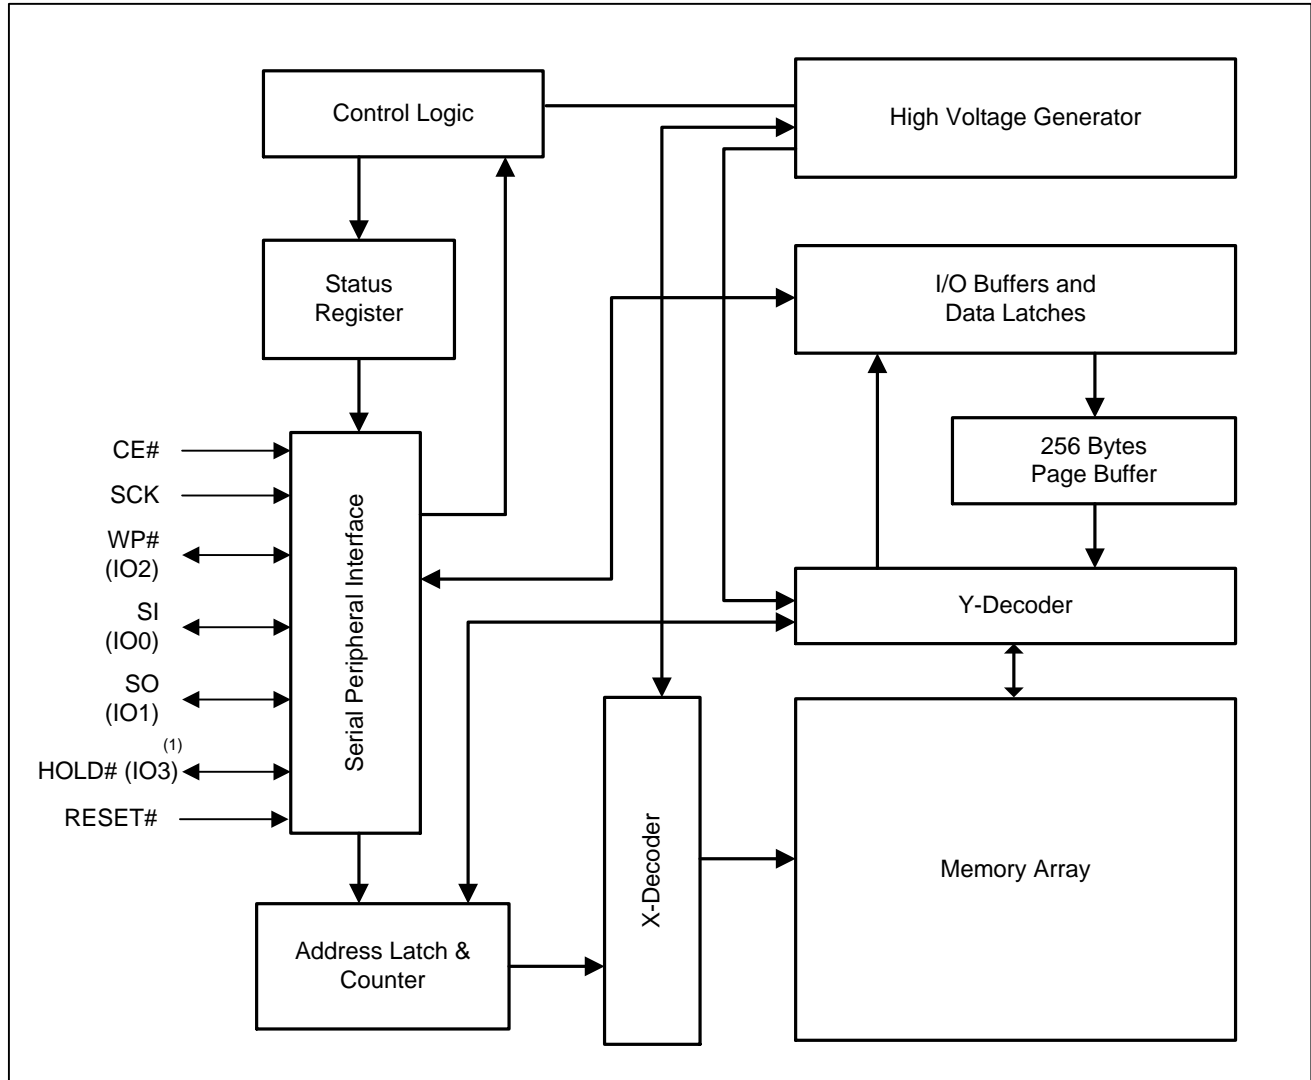 Control Logic
High Voltage Generator
Status
Register
I/O Buffers and
Data Latches
256 Bytes
Page Buffer
Y-Decoder
CE#
SCK
WP#
(IO2)
SI
(IO0)
SO
(IO1)
(1)
HOLD# (IO3)
RESET#
Serial Peripheral Interface
X-Decoder
Memory Array
Address Latch &
Counter